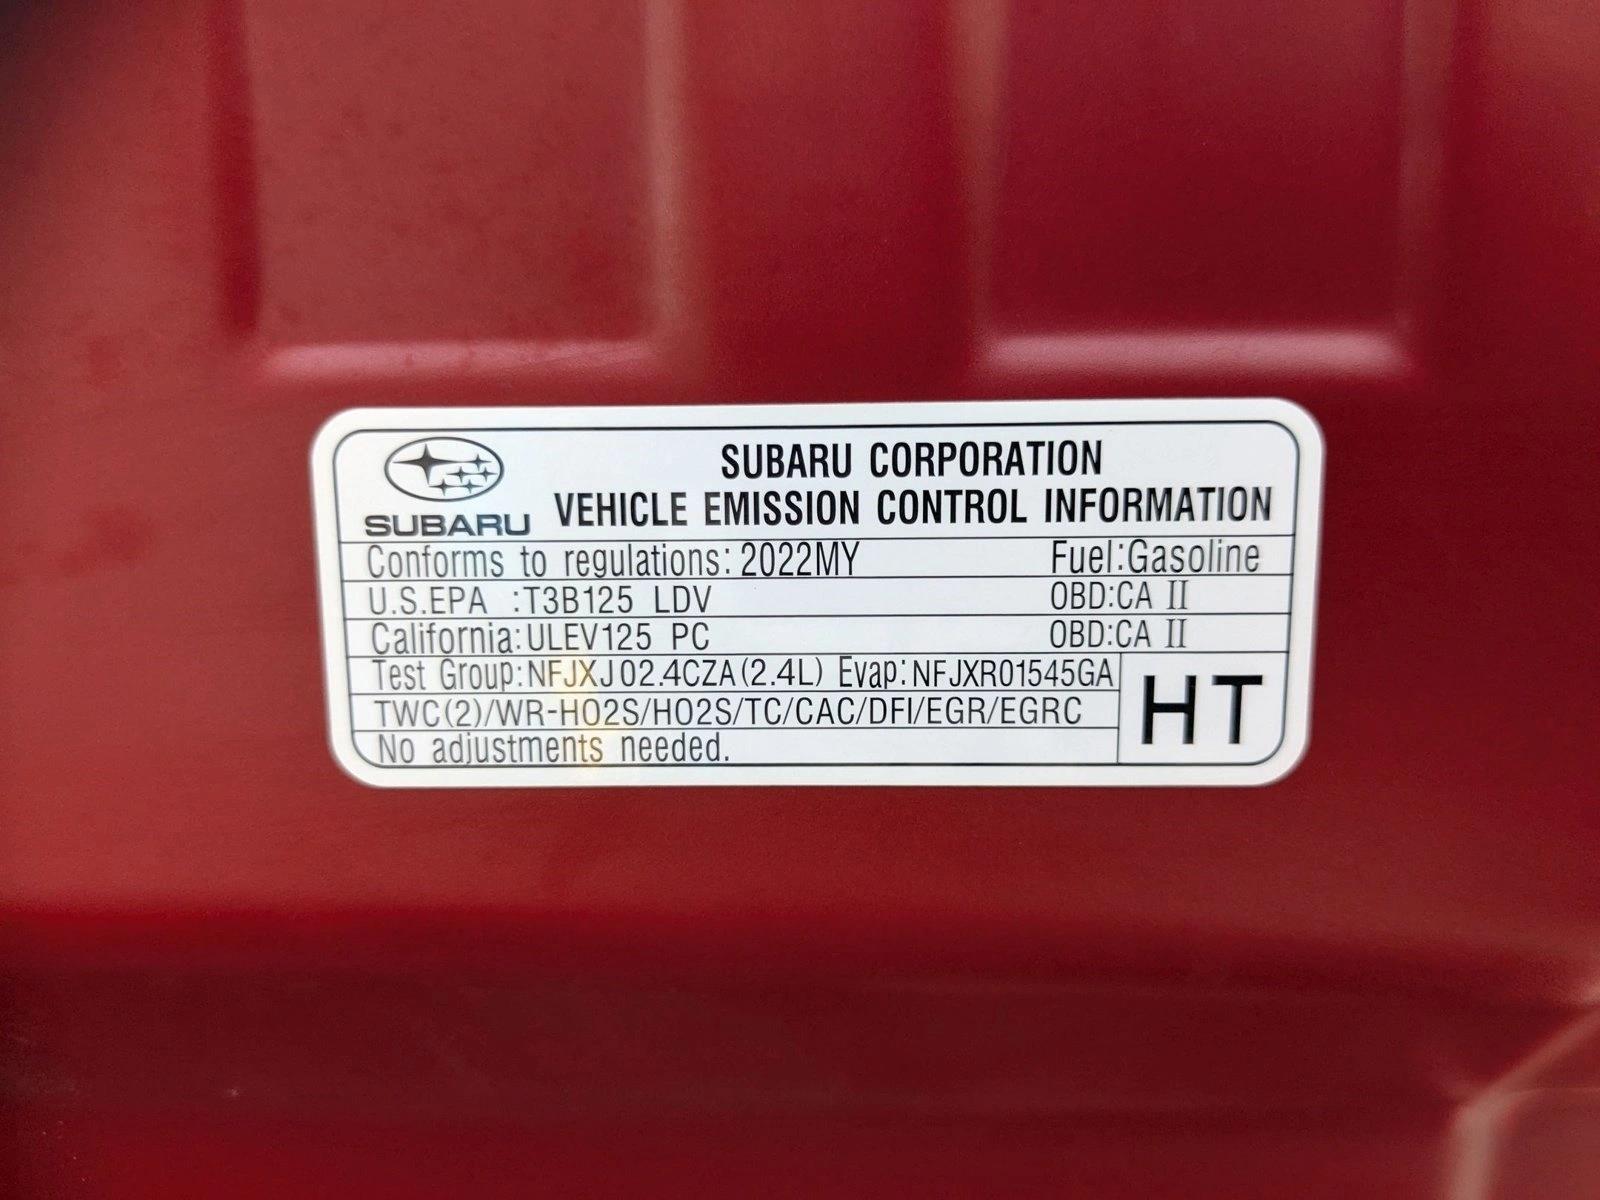 SUBARU CORPORATION
SUBARU VEHICLE EMISSION CONTROL INFORMATION
Conforms to regulations: 2022MY Fuel:Gasoline
U.S.EPA :T3B125 LDV OBD:CA II
California:ULEV125 PC OBD:CA II
Test Group:NFJXJ02.4CZA(2.4L) Evap:NFJXR01545GA
TWC(2)/WR-HO2S/HO2S/TC/CAC/DFI/EGR/EGRC
No adjustments needed.
HT